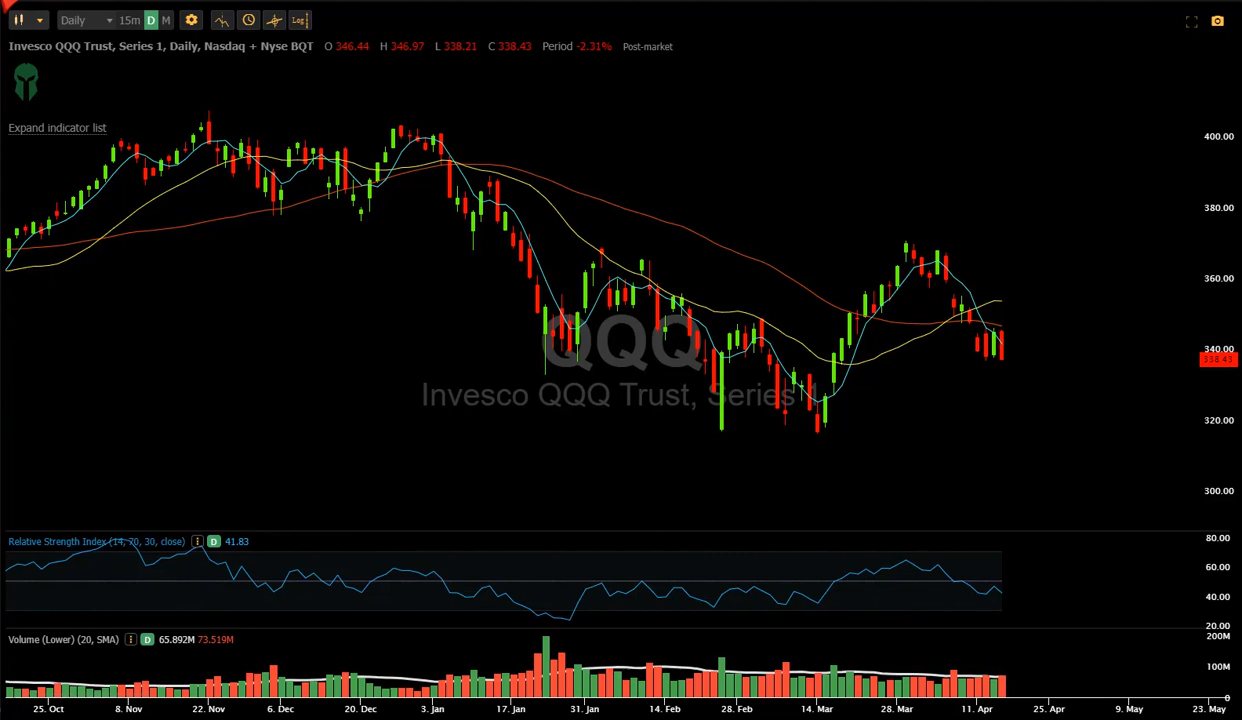 Daily 15m D M Log
Invesco QQQ Trust, Series 1, Daily, Nasdaq + Nyse BQT O 346.44 H 346.97 L 338.21 C 338.43 Period -2.31% Post-market
Expand indicator list
400.00
380.00
360.00
340.00
338.43
320.00
300.00
QQQ
Invesco QQQ Trust, Series 1
Relative Strength Index (14, 70, 30, close) D 41.83
80.00
60.00
40.00
20.00
Volume (Lower) (20, SMA) D 65.892M 73.519M
200M
100M
0
25. Oct 8. Nov 22. Nov 6. Dec 20. Dec 3. Jan 17. Jan 31. Jan 14. Feb 28. Feb 14. Mar 28. Mar 11. Apr 25. Apr 9. May 23. May